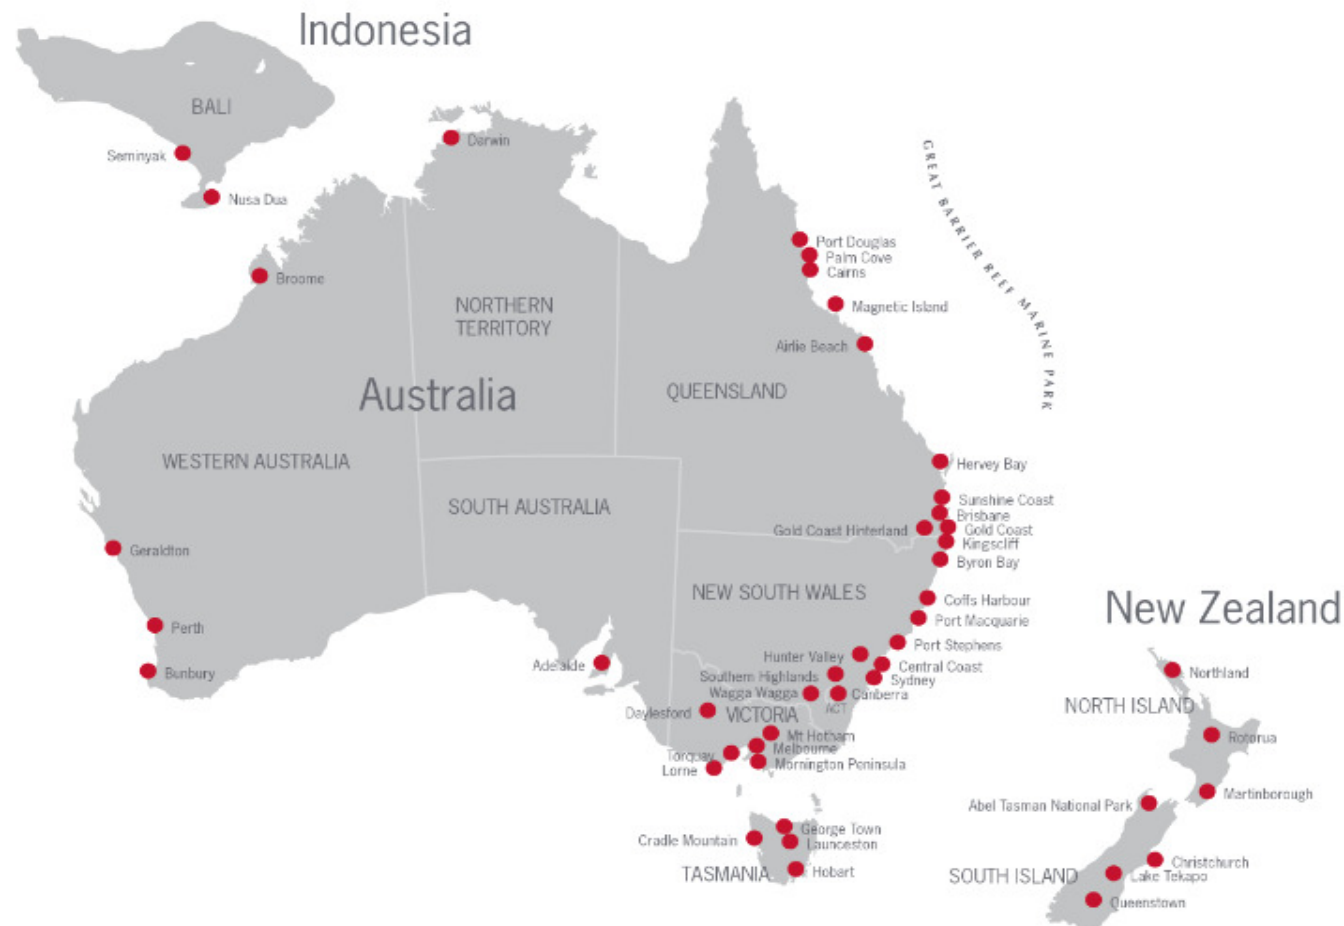 Indonesia
BALI
Seminyak
Nusa Dua
Darwin
Broome
GREAT BARRIER REEF MARINE PARK
Port Douglas
Palm Cove
Cairns
Magnetic Island
Airlie Beach
NORTHERN
TERRITORY
Australia
QUEENSLAND
WESTERN AUSTRALIA
SOUTH AUSTRALIA
Hervey Bay
Sunshine Coast
Brisbane
Gold Coast Hinterland
Gold Coast
Kingscliff
Byron Bay
Geraldton
NEW SOUTH WALES
Coffs Harbour
Port Macquarie
Perth
Port Stephens
Hunter Valley
Adelaide
Central Coast
Bunbury
Southern Highlands
Sydney
Wagga Wagga
Canberra
ACT
Daylesford
VICTORIA
Mt Hotham
Melbourne
Torquay
Mornington Peninsula
Lorne
George Town
Cradle Mountain
Launceston
TASMANIA
Hobart
New Zealand
Northland
NORTH ISLAND
Rotorua
Martinborough
Abel Tasman National Park
Christchurch
SOUTH ISLAND
Lake Tekapo
Queenstown